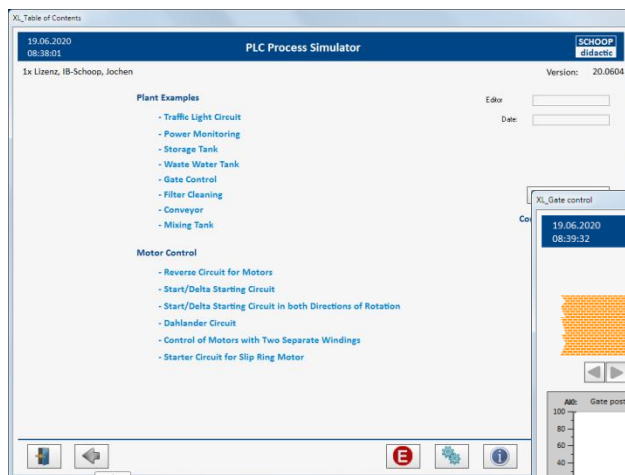 XL_Table of Contents
19.06.2020
08:38:01
PLC Process Simulator
SCHOOP
didactic
1x Lizenz, IB-Schoop, Jochen
Version: 20.0604
Plant Examples
Editor
- Traffic Light Circuit
Date:
- Power Monitoring
- Storage Tank
- Waste Water Tank
- Gate Control
- Filter Cleaning
- Conveyor
- Mixing Tank
Motor Control
- Reverse Circuit for Motors
- Start/Delta Starting Circuit
- Start/Delta Starting Circuit in both Directions of Rotation
- Dahlander Circuit
- Control of Motors with Two Separate Windings
- Starter Circuit for Slip Ring Motor
E
i
XL_Gate control
19.06.2020
08:39:32
AI0: Gate post
100
80
60
40